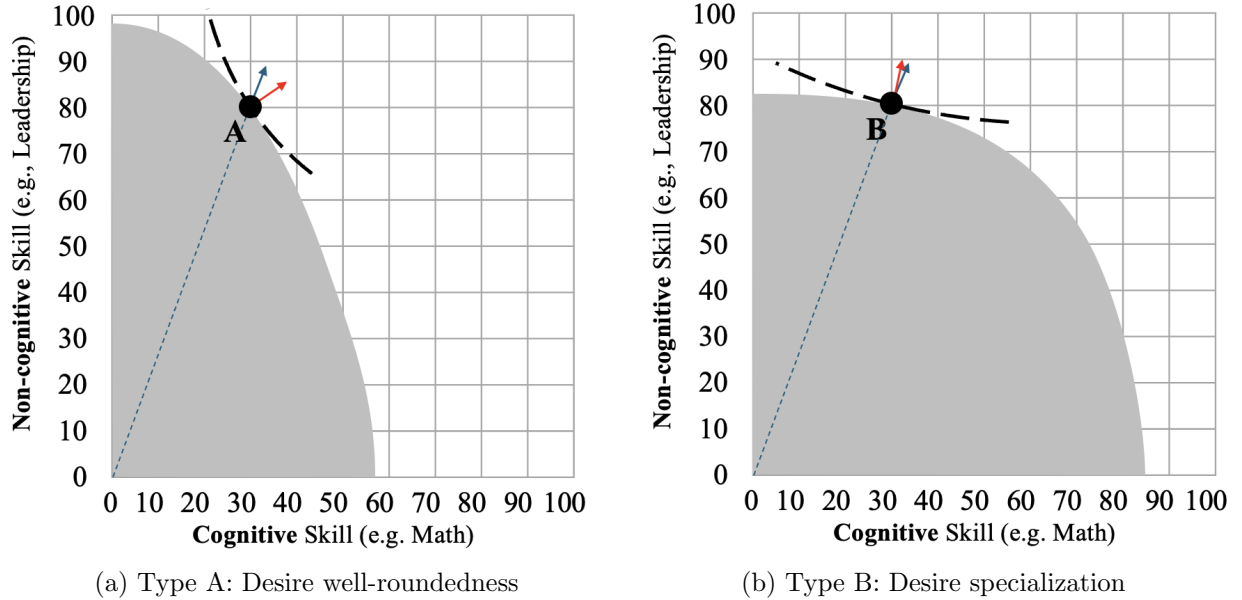 100
90
80
70
60
50
40
30
20
10
0
Non-cognitive Skill (e.g., Leadership)
A
0 10 20 30 40 60 70 80 90 100
Cognitive Skill (e.g. Math)
(a) Type A: Desire well-roundedness
100
90
80
70
60
50
40
30
20
10
0
Non-cognitive Skill (e.g., Leadership)
B
0 10 20 30 40 50 60 70 80 90 100
Cognitive Skill (e.g. Math)
(b) Type B: Desire specialization